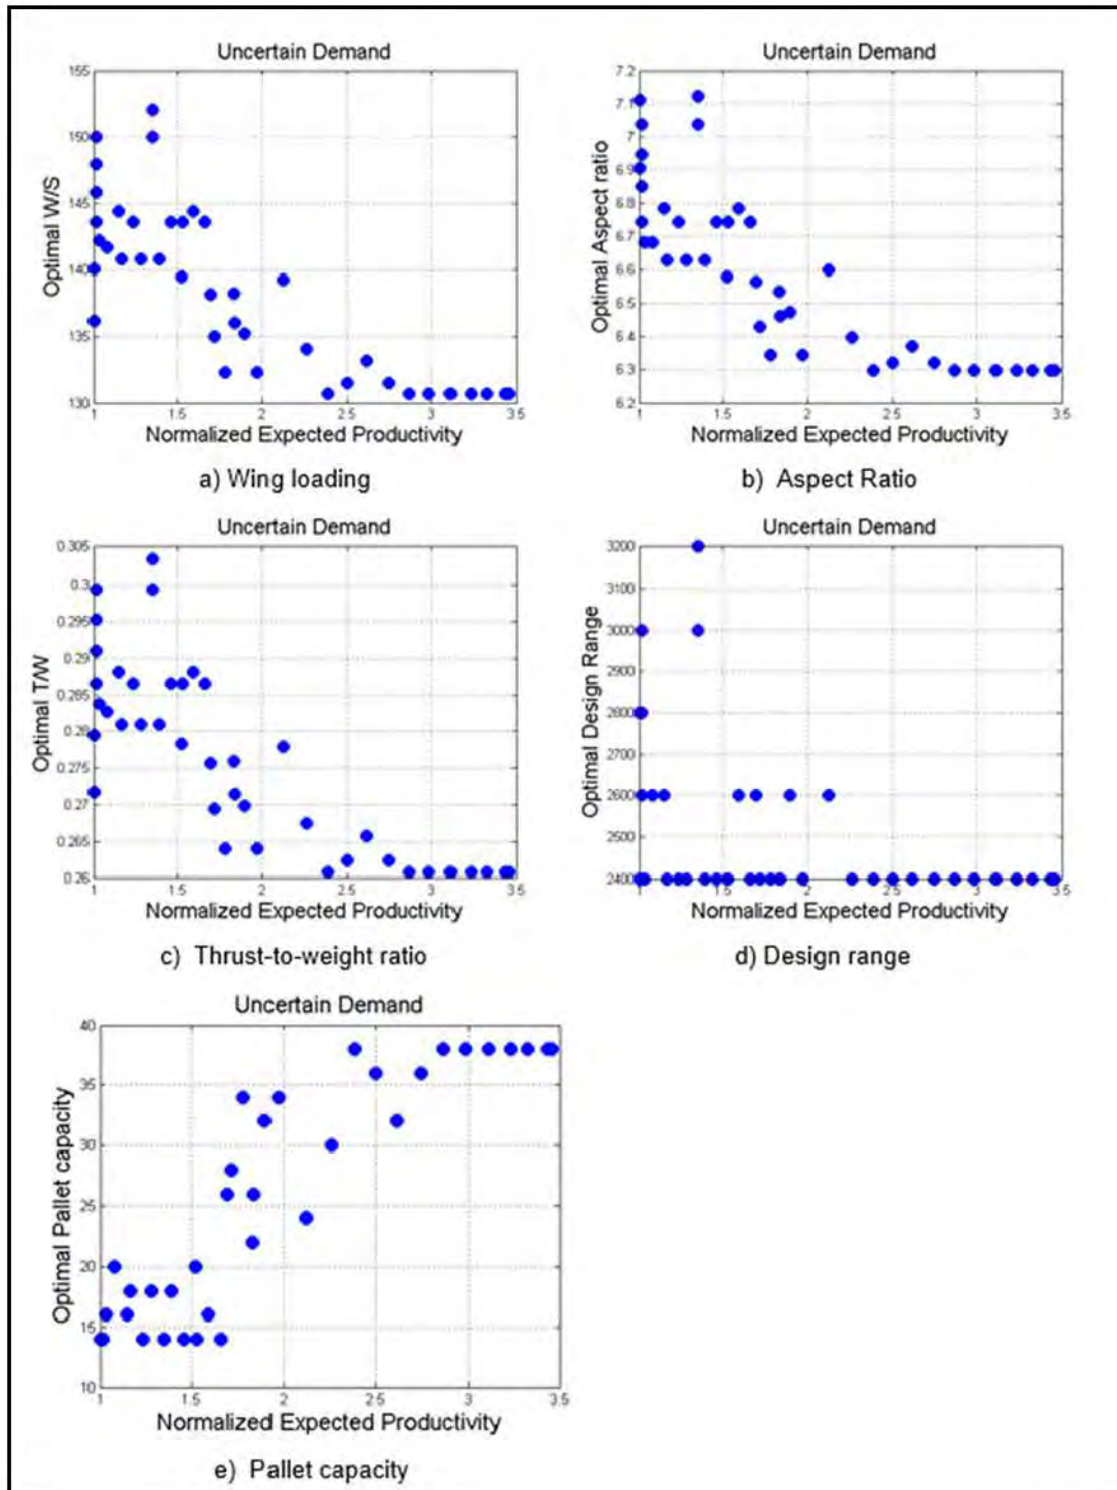 Uncertain Demand
155
150
145
140
135
130
1 1.5 2 2.5 3 3.5
Optimal W/S
Normalized Expected Productivity
a) Wing loading
Uncertain Demand
7.2
7.1
7
6.9
6.8
6.7
6.6
6.5
6.4
6.3
6.2
1 1.5 2 2.5 3 3.5
Optimal Aspect ratio
Normalized Expected Productivity
b) Aspect Ratio
Uncertain Demand
0.305
0.3
0.295
0.29
0.285
0.28
0.275
0.27
0.265
0.26
1 1.5 2 2.5 3 3.5
Optimal T/W
Normalized Expected Productivity
c) Thrust-to-weight ratio
Uncertain Demand
3200
3100
3000
2900
2800
2700
2600
2500
2400
1 1.5 2 2.5 3 3.5
Optimal Design Range
Normalized Expected Productivity
d) Design range
Uncertain Demand
40
35
30
25
20
15
10
1 1.5 2 2.5 3 3.5
Optimal Pallet capacity
Normalized Expected Productivity
e) Pallet capacity